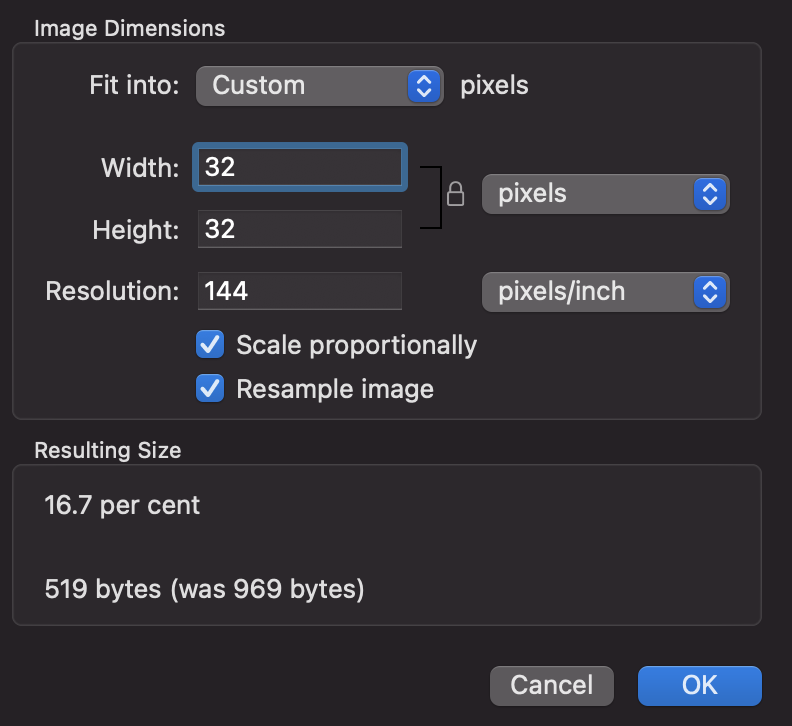 Image Dimensions
Fit into: Custom pixels
Width: 32
pixels
Height: 32
Resolution: 144 pixels/inch
Scale proportionally
Resample image
Resulting Size
16.7 per cent
519 bytes (was 969 bytes)
Cancel OK